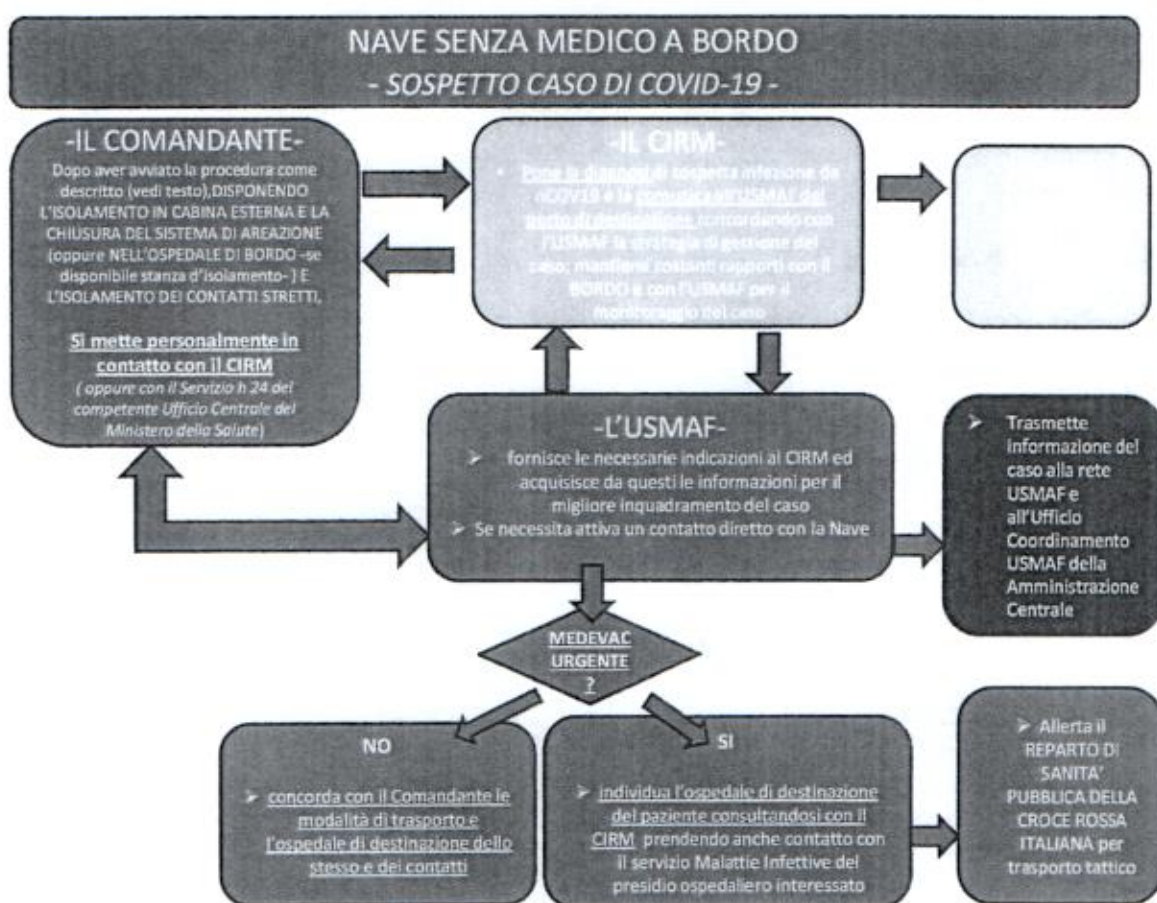 NAVE SENZA MEDICO A BORDO
- SOSPETTO CASO DI COVID-19 -
-IL COMANDANTE-
Dopo aver avviato la procedura come
descritto (vedi testo),DISPONENDO
L'ISOLAMENTO IN CABINA ESTERNA E LA
CHIUSURA DEL SISTEMA DI AREAZIONE
(oppure NELL'OSPEDALE DI BORDO -se
disponibile stanza d'isolamento- ) E
L'ISOLAMENTO DEI CONTATTI STRETTI,
Si mette personalmente in
contatto con il CIRM
( oppure con il Servizio h 24 del
competente Ufficio Centrale del
Ministero della Salute)
-IL CIRM-
• Pone la diagnosi di sospetta infezione da
nCOV19 e la comunica all'USMAF del
porto di destinazione concordando con
l'USMAF la strategia di gestione del
caso; mantiene costanti rapporti con il
BORDO e con l'USMAF per il
monitoraggio del caso
-L'USMAF-
➢ fornisce le necessarie indicazioni al CIRM ed
acquisisce da questi le informazioni per il
migliore inquadramento del caso
➢ Se necessita attiva un contatto diretto con la Nave
➢ Trasmette
informazione del
caso alla rete
USMAF e
all'Ufficio
Coordinamento
USMAF della
Amministrazione
Centrale
MEDEVAC
URGENTE
?
NO
➢ concorda con il Comandante le
modalità di trasporto e
l'ospedale di destinazione dello
stesso e dei contatti
SI
➢ individua l'ospedale di destinazione
del paziente consultandosi con il
CIRM prendendo anche contatto con
il servizio Malattie Infettive del
presidio ospedaliero interessato
➢ Allerta il
REPARTO DI
SANITA'
PUBBLICA DELLA
CROCE ROSSA
ITALIANA per
trasporto tattico